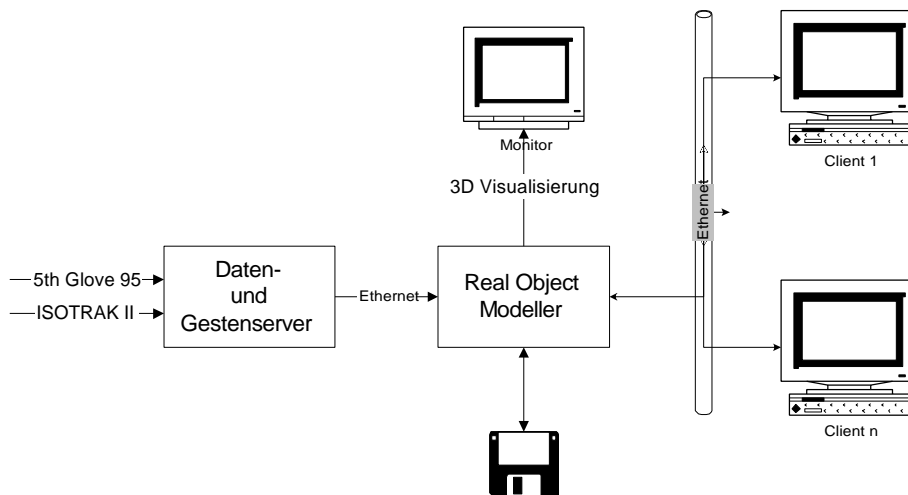 Monitor
3D Visualisierung
Client 1
Ethernet
5th Glove 95
ISOTRAK II
Daten-
und
Gestenserver
Ethernet
Real Object
Modeller
Client n